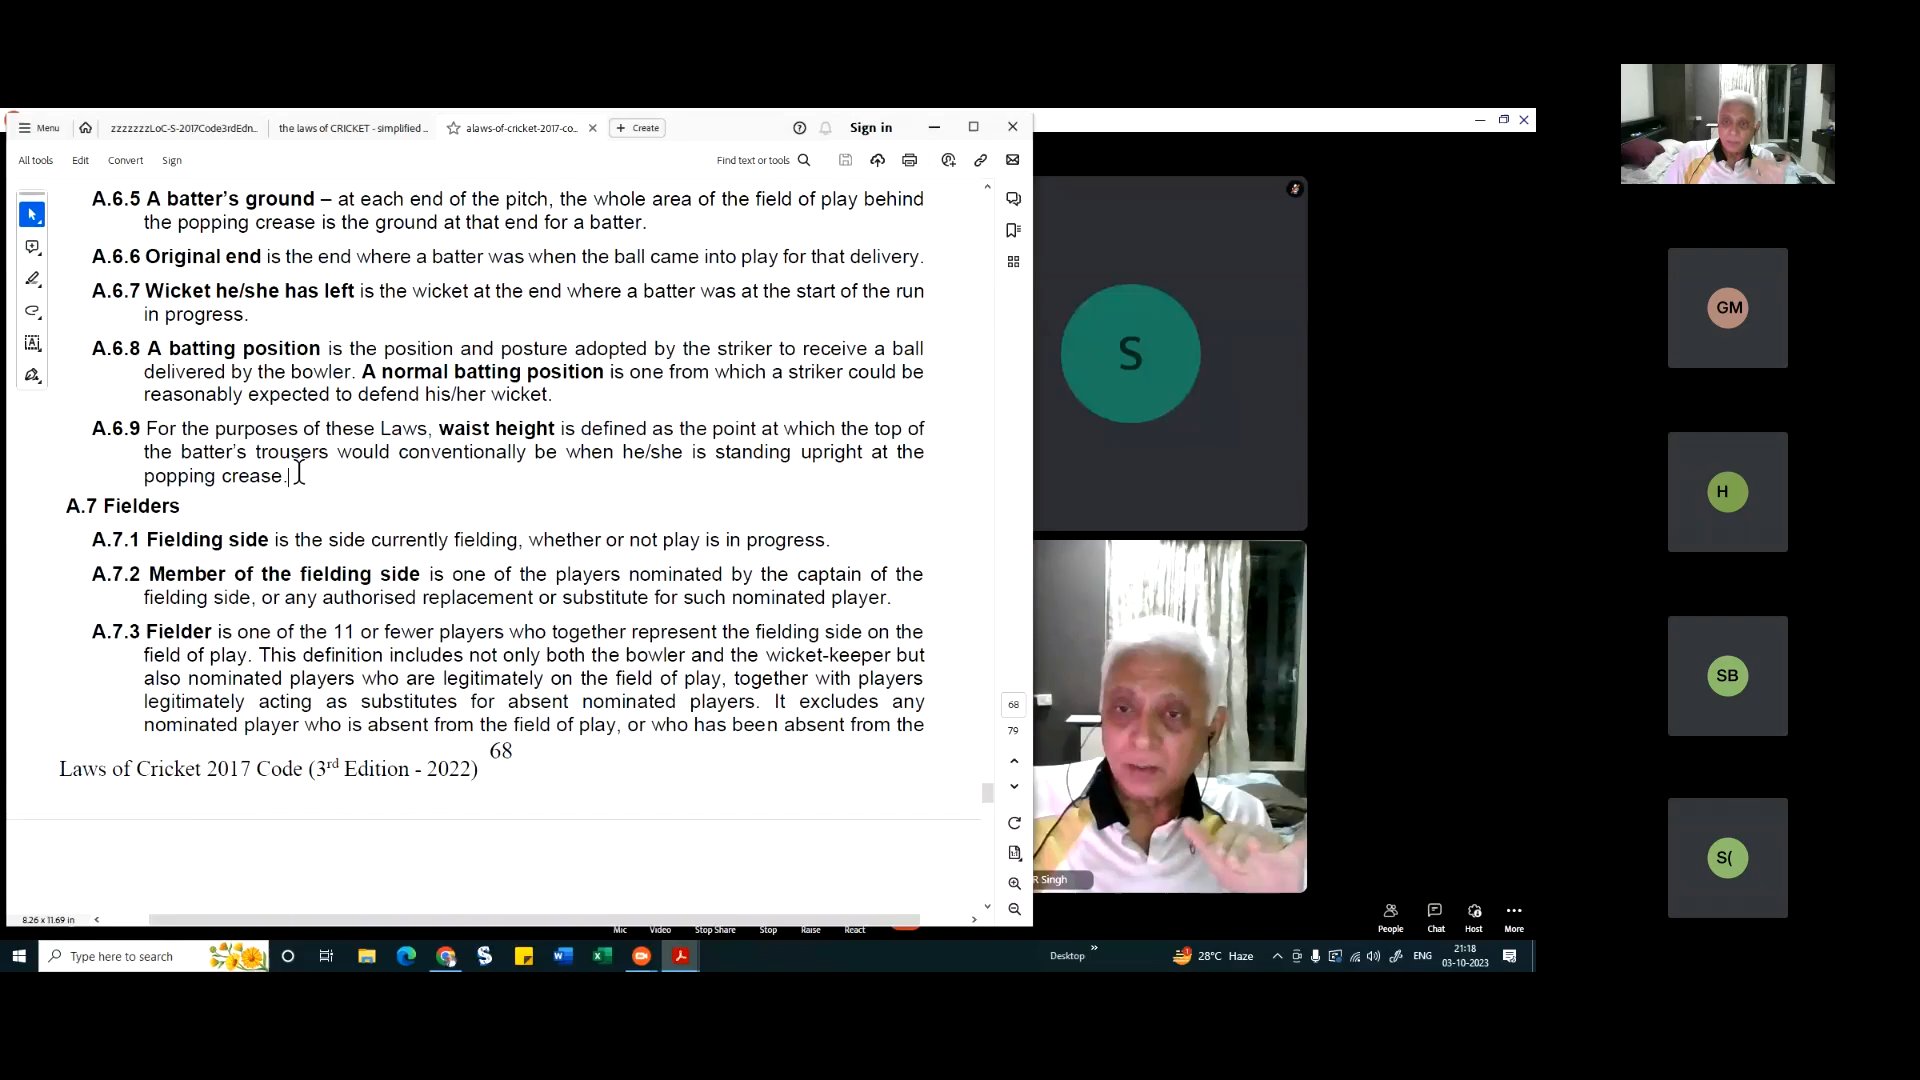 Menu
zzzzzzzLoC-S-2017Code3rdEdn...
the laws of CRICKET - simplified ...
alaws-of-cricket-2017-co...
Create
Sign in
All tools
Edit
Convert
Sign
Find text or tools
A.6.5 A batter's ground – at each end of the pitch, the whole area of the field of play behind
the popping crease is the ground at that end for a batter.
A.6.6 Original end is the end where a batter was when the ball came into play for that delivery.
A.6.7 Wicket he/she has left is the wicket at the end where a batter was at the start of the run
in progress.
A.6.8 A batting position is the position and posture adopted by the striker to receive a ball
delivered by the bowler. A normal batting position is one from which a striker could be
reasonably expected to defend his/her wicket.
A.6.9 For the purposes of these Laws, waist height is defined as the point at which the top of
the batter's trousers would conventionally be when he/she is standing upright at the
popping crease.
A.7 Fielders
A.7.1 Fielding side is the side currently fielding, whether or not play is in progress.
A.7.2 Member of the fielding side is one of the players nominated by the captain of the
fielding side, or any authorised replacement or substitute for such nominated player.
A.7.3 Fielder is one of the 11 or fewer players who together represent the fielding side on the
field of play. This definition includes not only both the bowler and the wicket-keeper but
also nominated players who are legitimately on the field of play, together with players
legitimately acting as substitutes for absent nominated players. It excludes any
nominated player who is absent from the field of play, or who has been absent from the
68
Laws of Cricket 2017 Code (3rd Edition - 2022)
68
79
8.26 x 11.69 in
S
R Singh
GM
H
SB
S(
Mic
Video
Stop Share
Stop
Raise
React
People
Chat
Host
More
Type here to search
Desktop
28°C Haze
ENG
21:18
03-10-2023